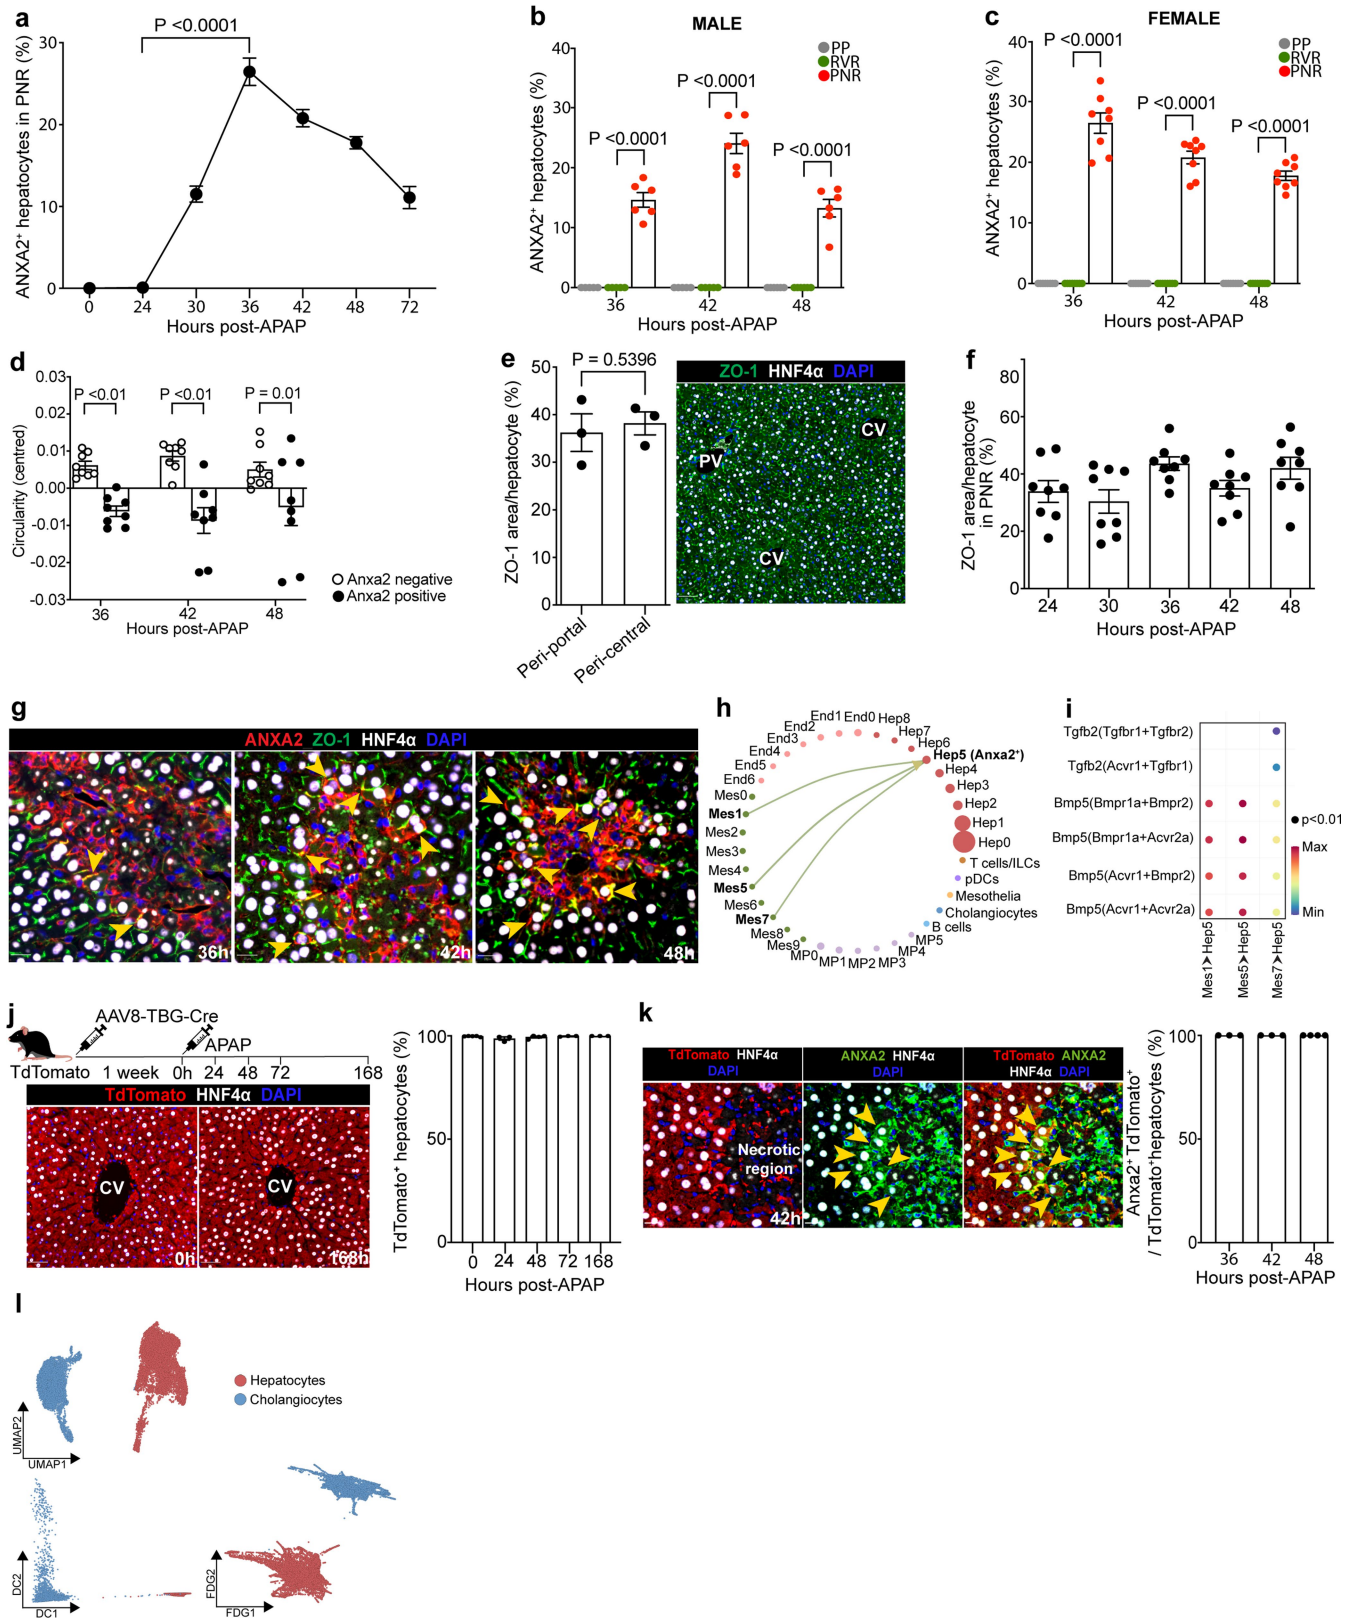 a
P <0.0001
ANXA2⁺ hepatocytes in PNR (%)
30
20
10
0
0 24 30 36 42 48 72
Hours post-APAP
b
MALE
PP
RVR
PNR
ANXA2⁺ hepatocytes (%)
40
30
20
10
0
P <0.0001
P <0.0001
P <0.0001
36 42 48
Hours post-APAP
c
FEMALE
PP
RVR
PNR
ANXA2⁺ hepatocytes (%)
40
30
20
10
0
P <0.0001
P <0.0001
P <0.0001
36 42 48
Hours post-APAP
d
Circularity (centred)
0.03
0.02
0.010
0.000
-0.01
-0.02
-0.03
P <0.01
P <0.01
P = 0.01
Anxa2 negative
Anxa2 positive
36 42 48
Hours post-APAP
e
P = 0.5396
ZO-1 area/hepatocyte (%)
50
40
30
20
10
0
Peri-portal
Peri-central
ZO-1 HNF4α DAPI
CV
PV
CV
f
ZO-1 area/hepatocyte
in PNR (%)
80
60
40
20
0
24 30 36 42 48
Hours post-APAP
g
ANXA2 ZO-1 HNF4α DAPI
36h
42h
48h
h
End1 End0 Hep8
End2
Hep7
End3
Hep6
End4
Hep5 (Anxa2⁺)
End5
Hep4
End6
Hep3
Mes0
Hep2
Mes1
Hep1
Mes2
Hep0
Mes3
T cells/ILCs
Mes4
pDCs
Mes5
Mesothelia
Mes6
Cholangiocytes
Mes7
B cells
Mes8
MP5
Mes9
MP4
MP0 MP1 MP2 MP3
i
Tgfb2(Tgfbr1+Tgfbr2)
Tgfb2(Acvr1+Tgfbr1)
Bmp5(Bmpr1a+Bmpr2)
Bmp5(Bmpr1a+Acvr2a)
Bmp5(Acvr1+Bmpr2)
Bmp5(Acvr1+Acvr2a)
p<0.01
Max
Min
Mes1➤Hep5
Mes5➤Hep5
Mes7➤Hep5
j
AAV8-TBG-Cre
APAP
TdTomato 1 week 0h 24 48 72 168
TdTomato HNF4α DAPI
CV
0h
CV
168h
TdTomato⁺ hepatocytes (%)
100
50
0
0 24 48 72 168
Hours post-APAP
k
TdTomato HNF4α
DAPI
ANXA2 HNF4α
DAPI
TdTomato ANXA2
HNF4α DAPI
Necrotic
region
42h
Anxa2⁺ TdTomato⁺
/ TdTomato⁺hepatocytes (%)
100
50
0
36 42 48
Hours post-APAP
l
Hepatocytes
Cholangiocytes
UMAP2
UMAP1
DC2
DC1
FDG2
FDG1